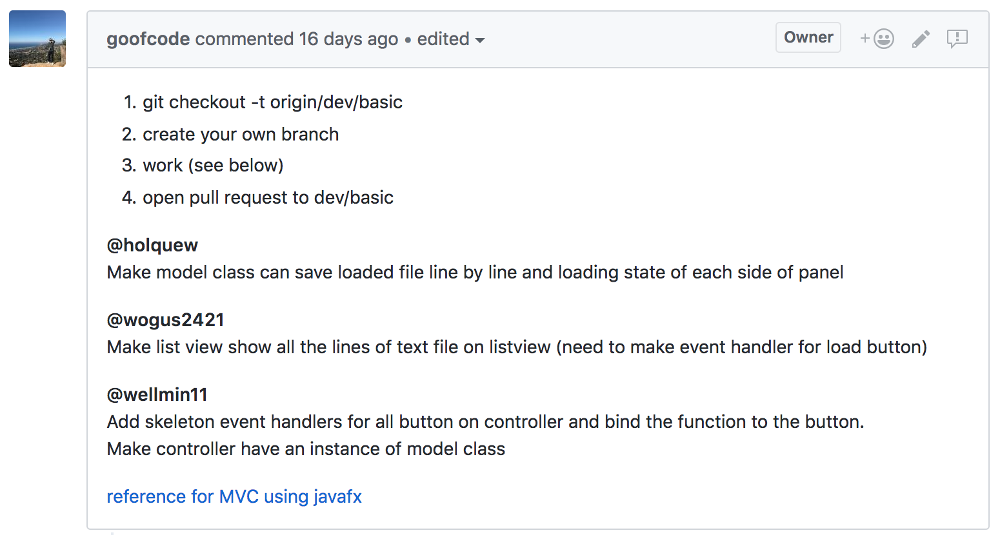 goofcode commented 16 days ago • edited
Owner
1. git checkout -t origin/dev/basic
2. create your own branch
3. work (see below)
4. open pull request to dev/basic
@holquew
Make model class can save loaded file line by line and loading state of each side of panel
@wogus2421
Make list view show all the lines of text file on listview (need to make event handler for load button)
@wellmin11
Add skeleton event handlers for all button on controller and bind the function to the button.
Make controller have an instance of model class
reference for MVC using javafx